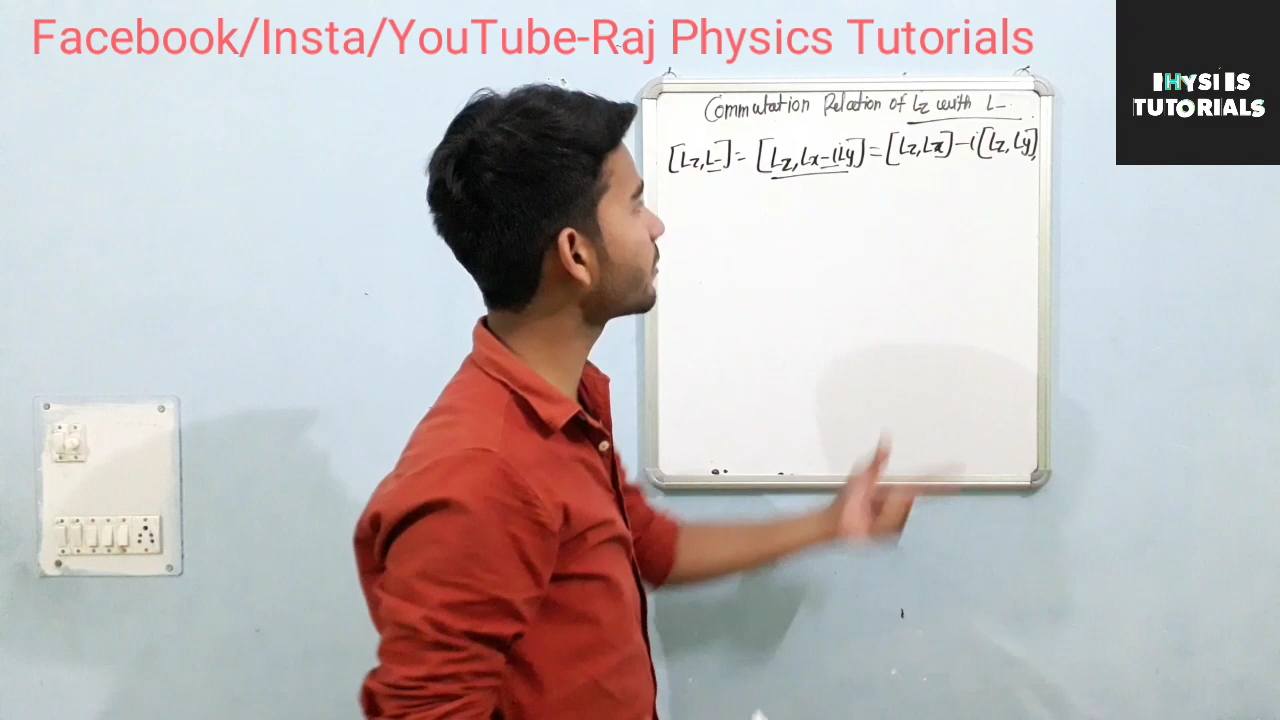 Facebook/Insta/YouTube-Raj Physics Tutorials
PHYSICS
TUTORIALS
Commutation Relation of Lz with L-
[Lz,L-] = [Lz,Lx-iLy] = [Lz,Lx]-i[Lz,Ly]